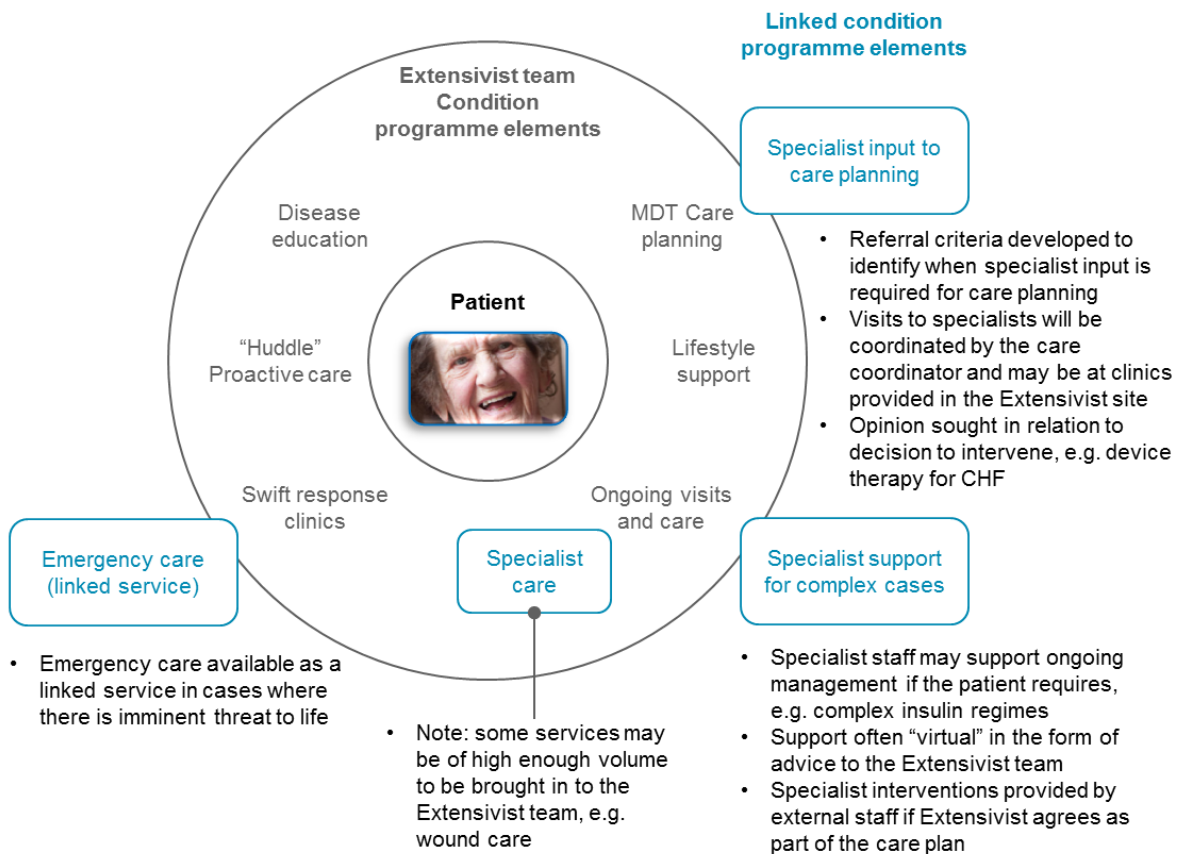 Linked condition
programme elements
Extensivist team
Condition
programme elements
Specialist input to
care planning
Disease
education
MDT Care
planning
• Referral criteria developed to
identify when specialist input is
required for care planning
• Visits to specialists will be
coordinated by the care
coordinator and may be at clinics
provided in the Extensivist site
• Opinion sought in relation to
decision to intervene, e.g. device
therapy for CHF
Patient
“Huddle”
Proactive care
Lifestyle
support
Swift response
clinics
Ongoing visits
and care
Emergency care
(linked service)
Specialist
care
Specialist support
for complex cases
• Emergency care available as a
linked service in cases where
there is imminent threat to life
• Note: some services may
be of high enough volume
to be brought in to the
Extensivist team, e.g.
wound care
• Specialist staff may support ongoing
management if the patient requires,
e.g. complex insulin regimes
• Support often “virtual” in the form of
advice to the Extensivist team
• Specialist interventions provided by
external staff if Extensivist agrees as
part of the care plan